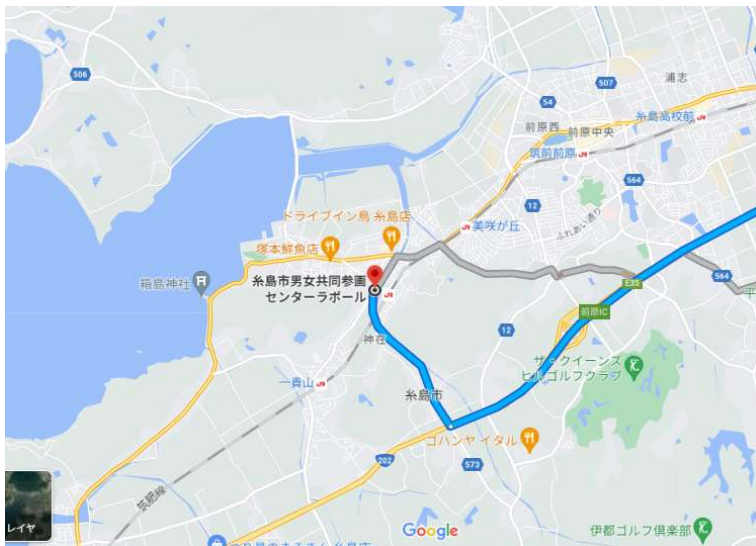 506
507
浦志
54
前原西
前原中央
糸島高校前
筑前前原
564
12
ドライブイン鳥 糸島店
美咲が丘
ふれあい通り
塚本鮮魚店
糸島市男女共同参画
センターラポール
箱島神社
564
E35
平
前原IC
12
神在
ザ・クイーンズ
ヒルゴルフクラブ
一貴山
糸島市
ゴハンヤ イタル
202
573
筑肥線
レイヤ
Google
伊都ゴルフ倶楽部